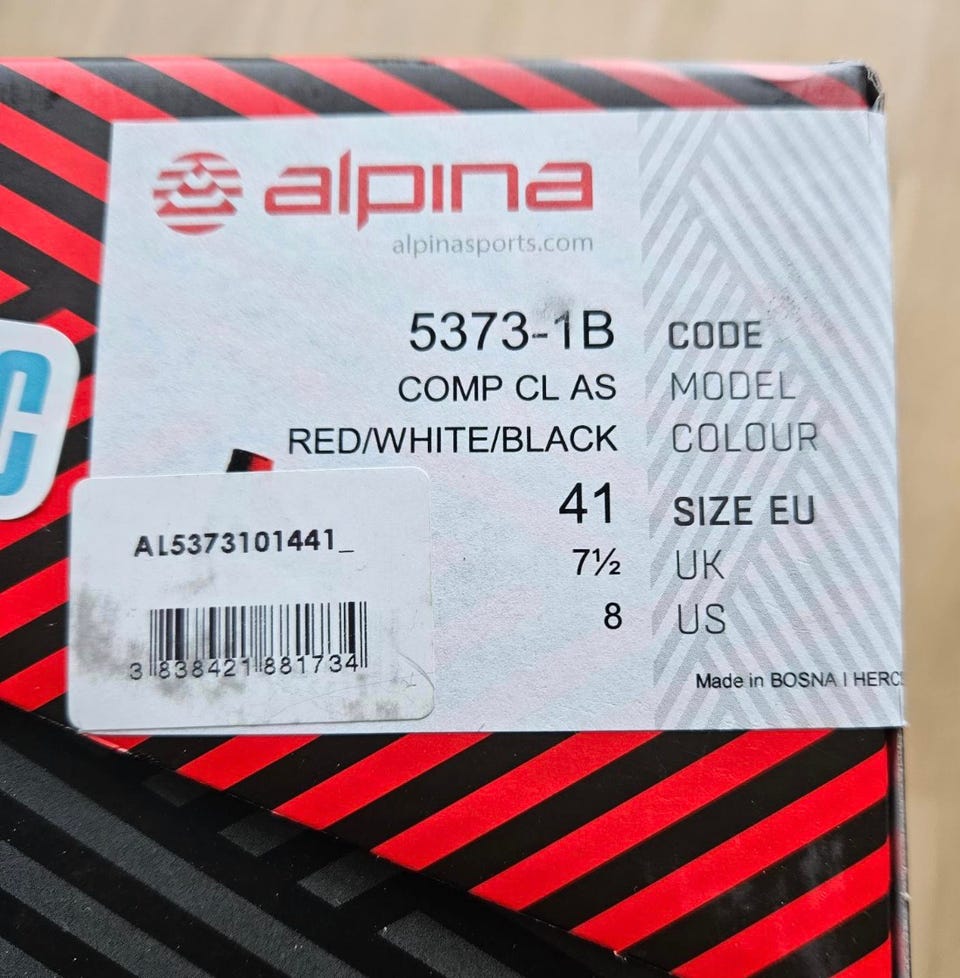 alpina
alpinasports.com
5373-1B CODE
COMP CL AS MODEL
RED/WHITE/BLACK COLOUR
41 SIZE EU
7½ UK
8 US
Made in BOSNA I
C
AL5373101441_
3 838421 881734